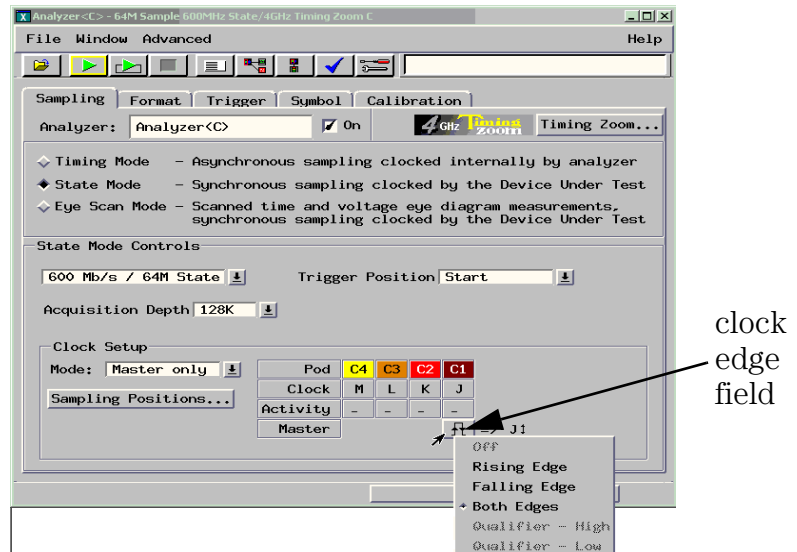 Analyzer<C> - 64M Sample 600MHz State/4GHz Timing Zoom C
File Window Advanced Help
Sampling Format Trigger Symbol Calibration
Analyzer: Analyzer<C> On 4 GHz Timing Zoom Timing Zoom...
Timing Mode - Asynchronous sampling clocked internally by analyzer
State Mode - Synchronous sampling clocked by the Device Under Test
Eye Scan Mode - Scanned time and voltage eye diagram measurements,
synchronous sampling clocked by the Device Under Test
State Mode Controls
600 Mb/s / 64M State Trigger Position Start
Acquisition Depth 128K
Clock Setup
Mode: Master only Pod C4 C3 C2 C1
Clock M L K J
Sampling Positions...
Activity - - - -
Master => J↕
Off
Rising Edge
Falling Edge
Both Edges
Qualifier - High
Qualifier - Low
clock
edge
field